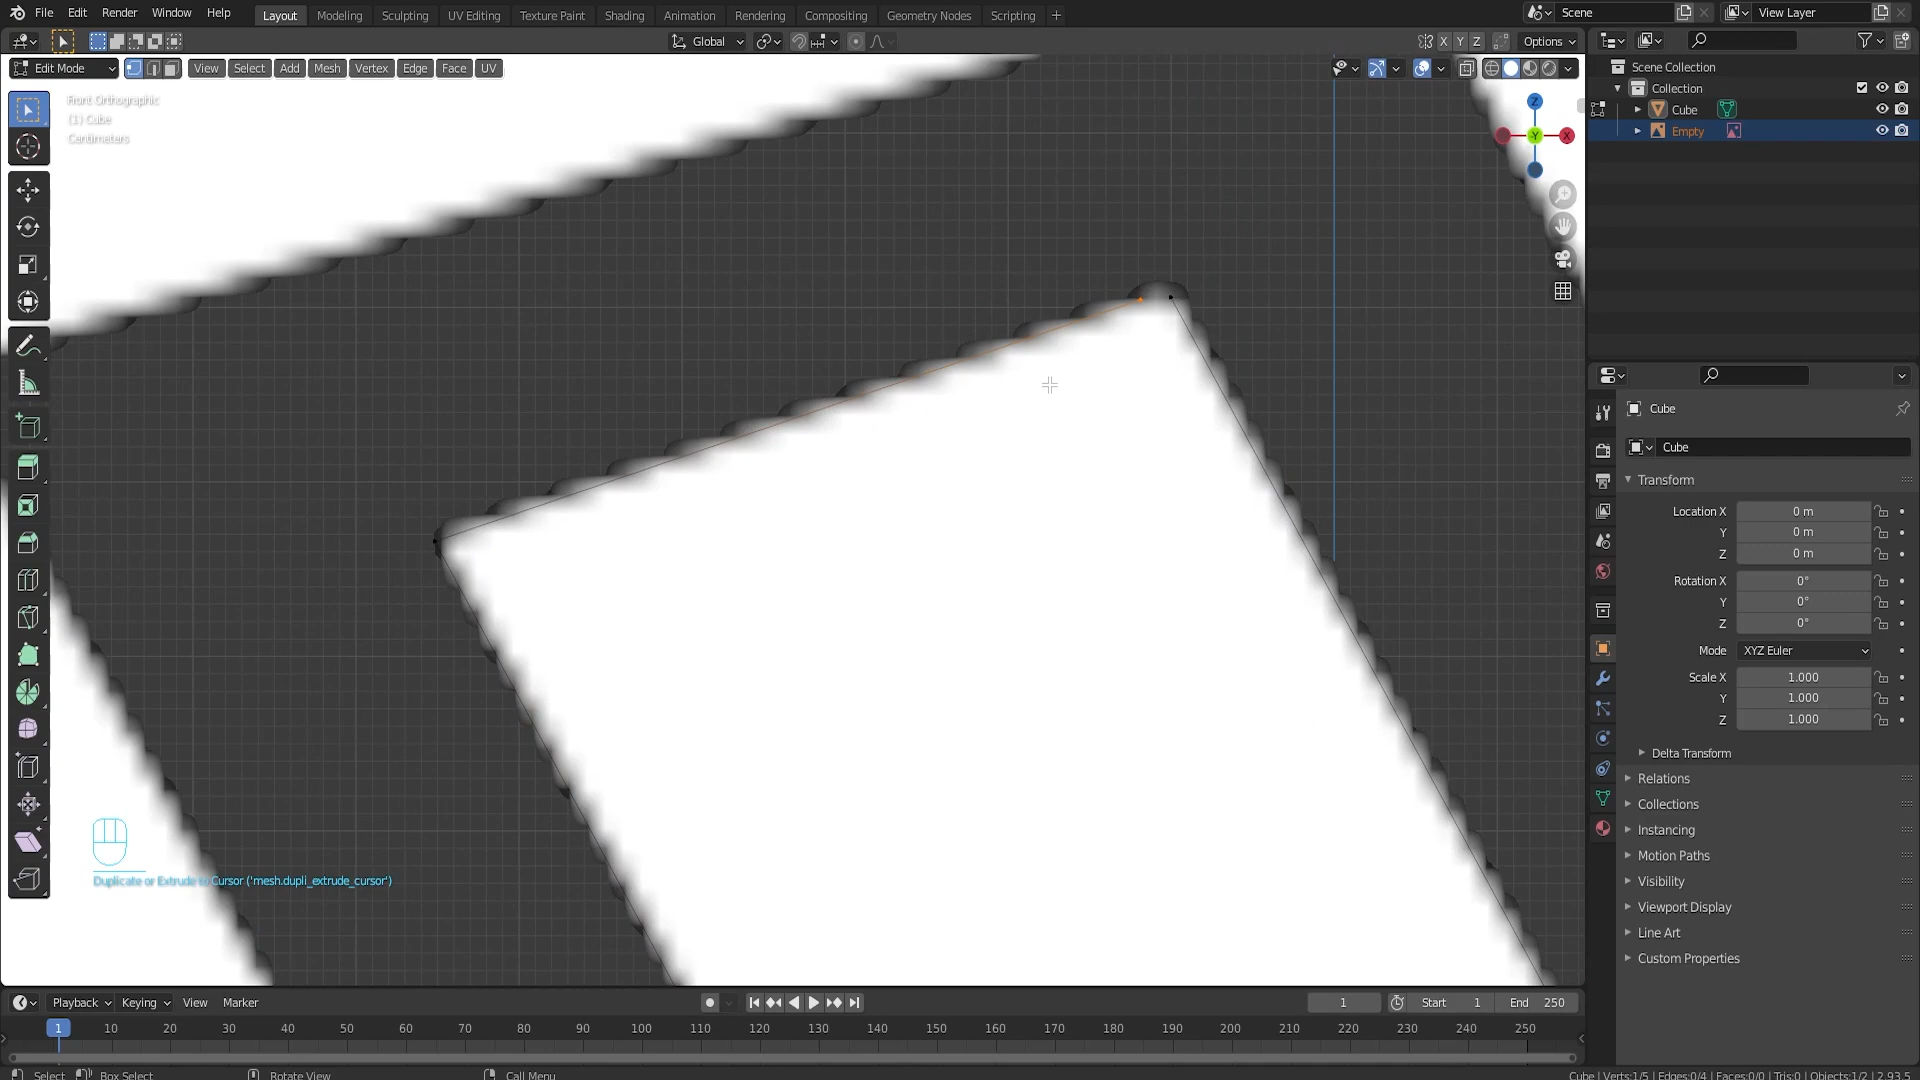 File Edit Render Window Help Layout Modeling Sculpting UV Editing Texture Paint Shading Animation Rendering Compositing Geometry Nodes Scripting +
Scene
View Layer
Global
X Y Z
Options
Edit Mode View Select Add Mesh Vertex Edge Face UV
Front Orthographic
(1) Cube
Centimeters
Z
Y
X
Duplicate or Extrude to Cursor ('mesh.dupli_extrude_cursor')
Scene Collection
Collection
Cube
Empty
Cube
Cube
Transform
Location X 0 m
Y 0 m
Z 0 m
Rotation X 0°
Y 0°
Z 0°
Mode XYZ Euler
Scale X 1.000
Y 1.000
Z 1.000
Delta Transform
Relations
Collections
Instancing
Motion Paths
Visibility
Viewport Display
Line Art
Custom Properties
Playback Keying View Marker
1 Start 1 End 250
1 10 20 30 40 50 60 70 80 90 100 110 120 130 140 150 160 170 180 190 200 210 220 230 240 250
Select Box Select Rotate View Call Menu
Cube | Verts:1/5 | Edges:0/4 | Faces:0/0 | Tris:0 | Objects:1/2 | 2.93.5